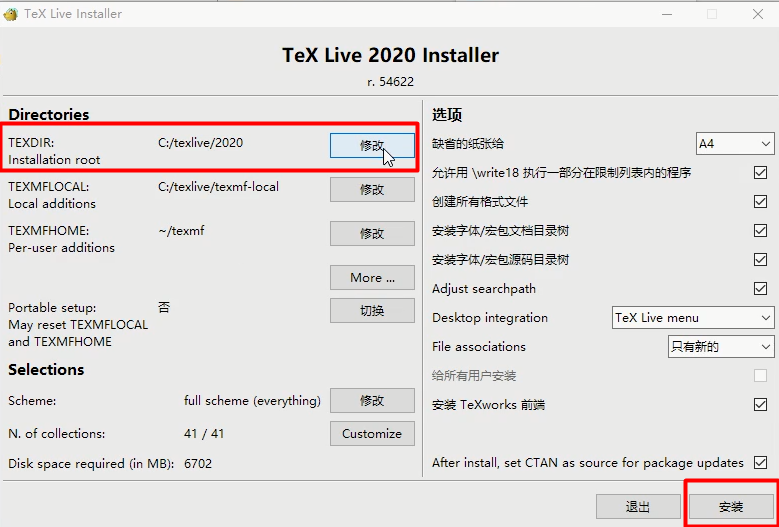 TeX Live Installer
TeX Live 2020 Installer
r. 54622
Directories
TEXDIR: C:/texlive/2020 修改
Installation root
TEXMFLOCAL: C:/texlive/texmf-local 修改
Local additions
TEXMFHOME: ~/texmf 修改
Per-user additions
More ...
Portable setup: 否 切换
May reset TEXMFLOCAL
and TEXMFHOME
Selections
Scheme: full scheme (everything) 修改
N. of collections: 41 / 41 Customize
Disk space required (in MB): 6702
选项
缺省的纸张给 A4
允许用 \write18 执行一部分在限制列表内的程序
创建所有格式文件
安装字体/宏包文档目录树
安装字体/宏包源码目录树
Adjust searchpath
Desktop integration TeX Live menu
File associations 只有新的
给所有用户安装
安装 TeXworks 前端
After install, set CTAN as source for package updates
退出 安装